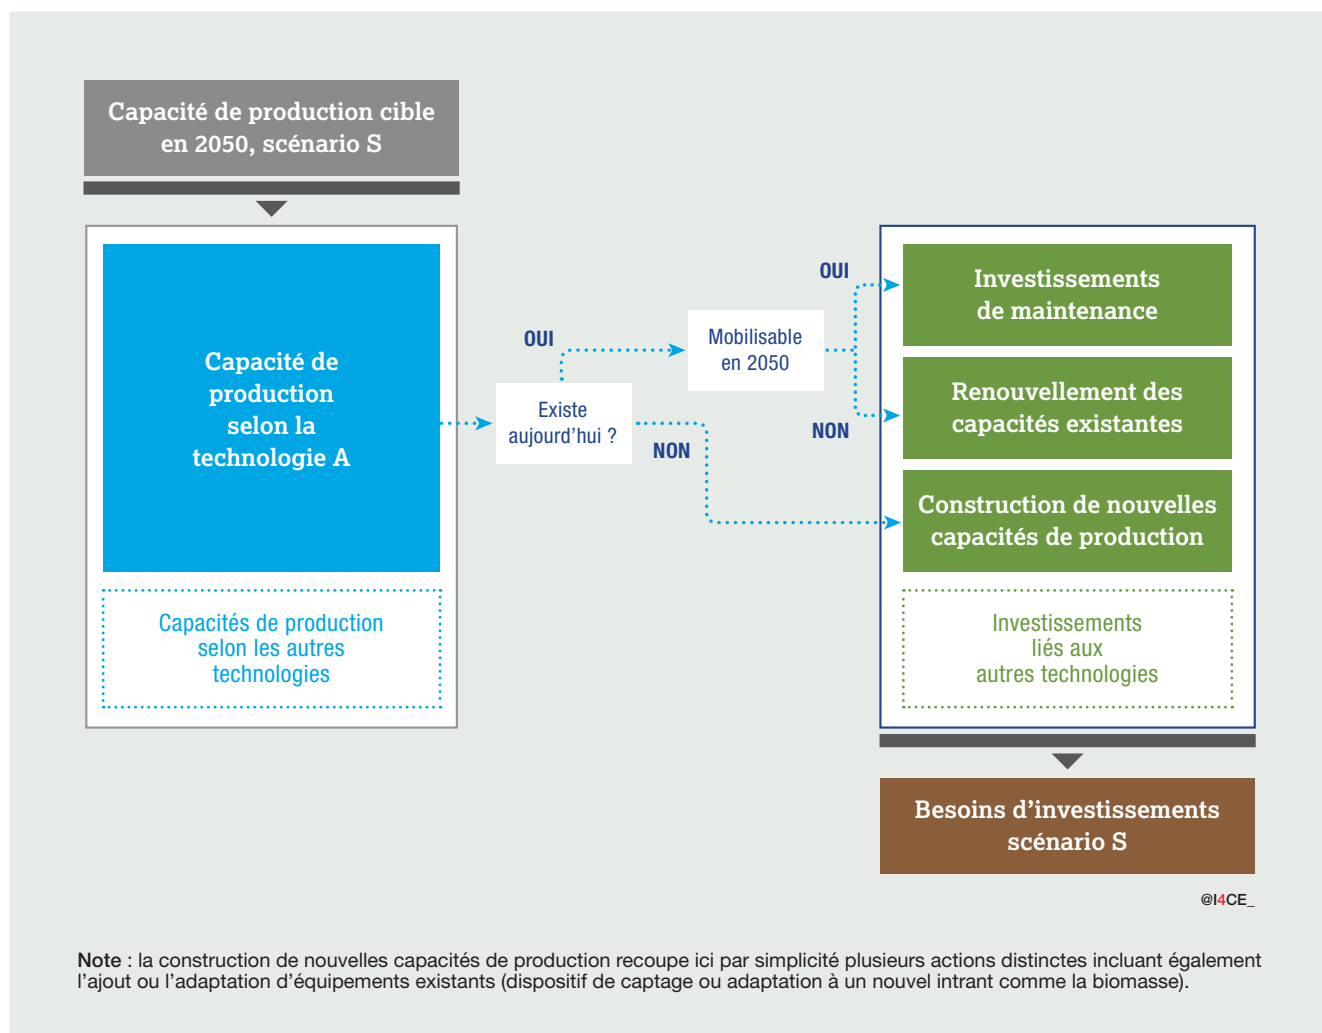 Capacité de production cible
en 2050, scénario S
Capacité de
production
selon la
technologie A
Capacités de production
selon les autres
technologies
Existe
aujourd'hui ?
OUI
NON
Mobilisable
en 2050
OUI
NON
Investissements
de maintenance
Renouvellement des
capacités existantes
Construction de nouvelles
capacités de production
Investissements
liés aux
autres technologies
Besoins d'investissements
scénario S
@I4CE_
Note : la construction de nouvelles capacités de production recoupe ici par simplicité plusieurs actions distinctes incluant également
l'ajout ou l'adaptation d'équipements existants (dispositif de captage ou adaptation à un nouvel intrant comme la biomasse).